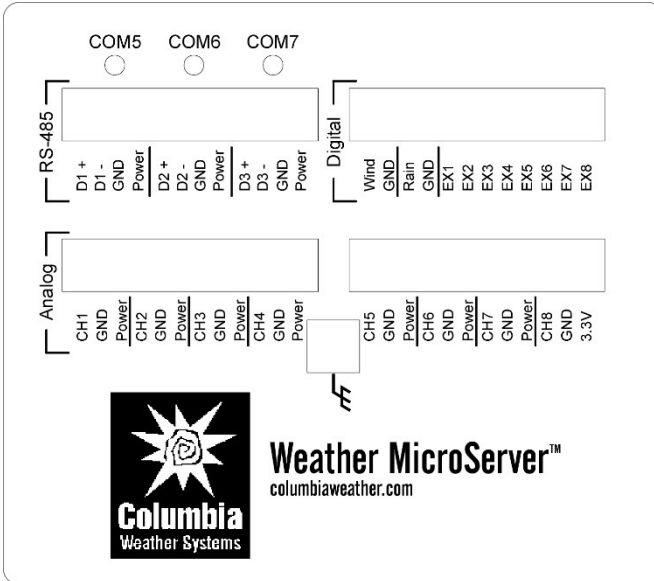 COM5 COM6 COM7
RS-485
D1 + D1 - GND Power D2 + D2 - GND Power D3 + D3 - GND Power
Digital
Wind GND Rain GND EX1 EX2 EX3 EX4 EX5 EX6 EX7 EX8
Analog
CH1 GND Power CH2 GND Power CH3 GND Power CH4 GND Power
CH5 GND Power CH6 GND Power CH7 GND Power CH8 GND 3.3V
Columbia
Weather Systems
Weather MicroServer™
columbiaweather.com